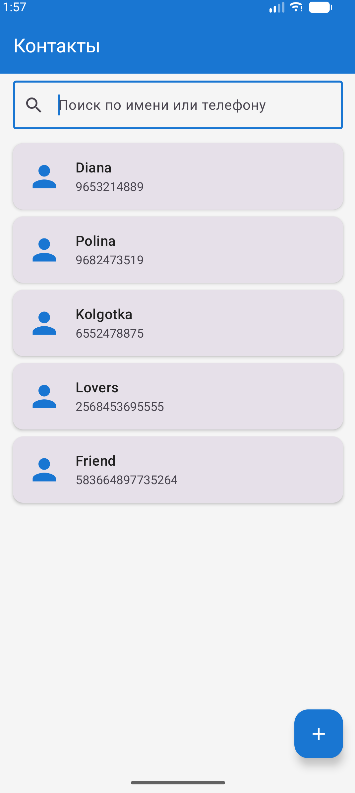 1:57
Контакты
Поиск по имени или телефону
Diana
9653214889
Polina
9682473519
Kolgotka
6552478875
Lovers
2568453695555
Friend
583664897735264
+